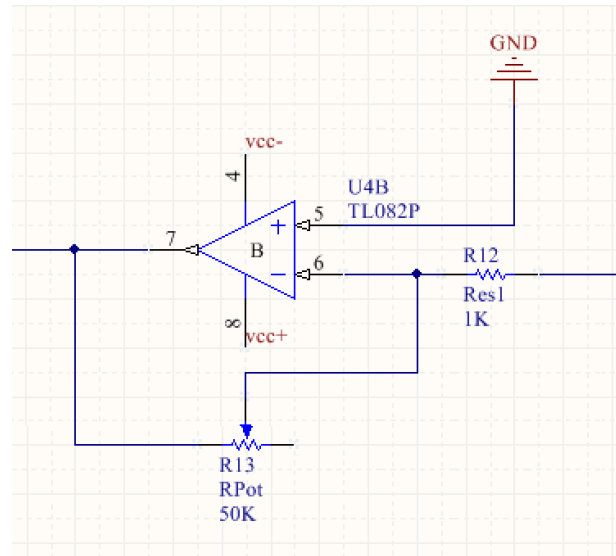 GND
vcc-
4
U4B
TL082P
5
+
7
B
6
−
R12
Res1
1K
8
vcc+
R13
RPot
50K